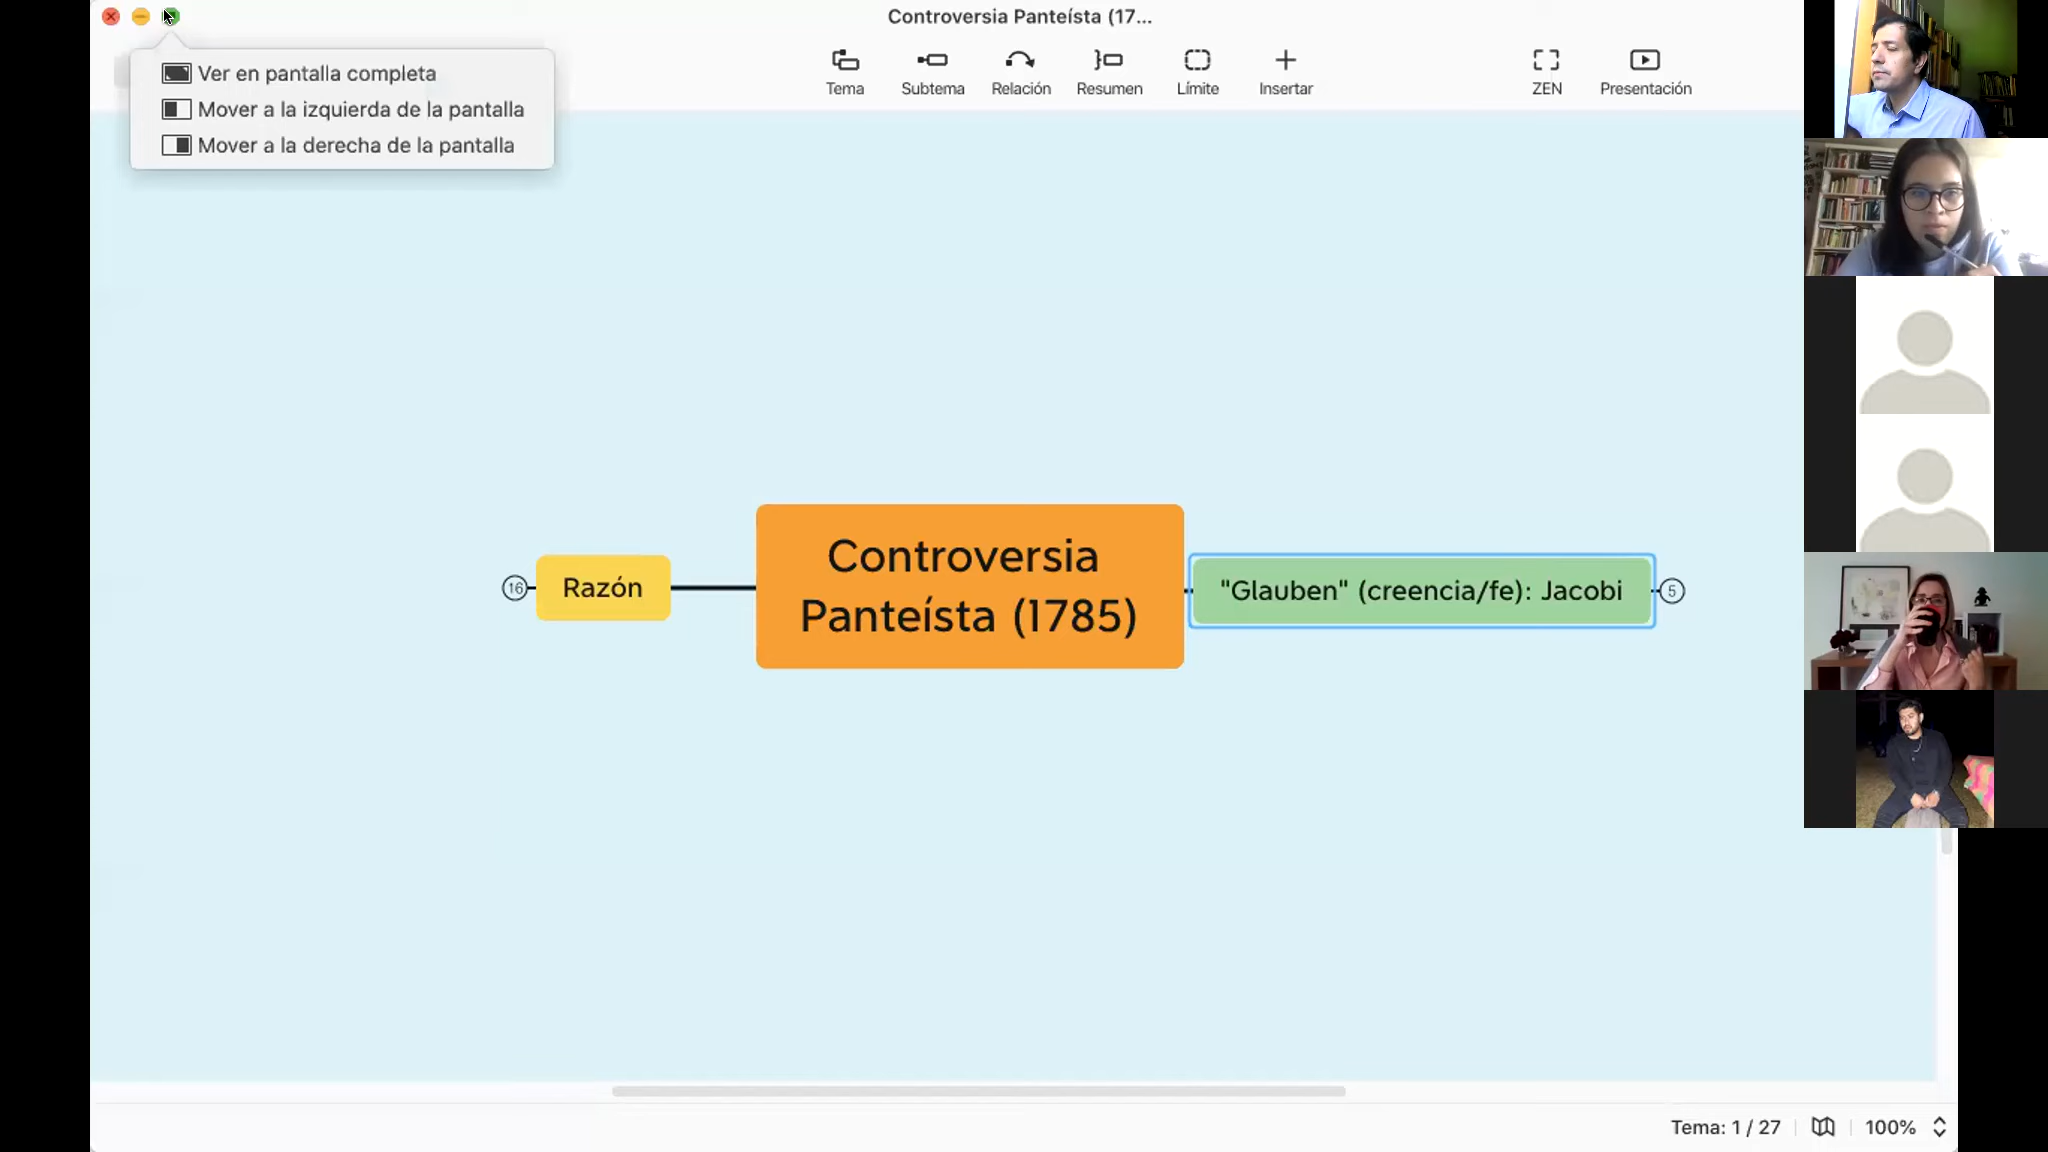 Controversia Panteísta (17...
Ver en pantalla completa
Mover a la izquierda de la pantalla
Mover a la derecha de la pantalla
Tema
Subtema
Relación
Resumen
Límite
Insertar
ZEN
Presentación
16
Razón
Controversia
Panteísta (1785)
"Glauben" (creencia/fe): Jacobi
5
Tema: 1 / 27
100%